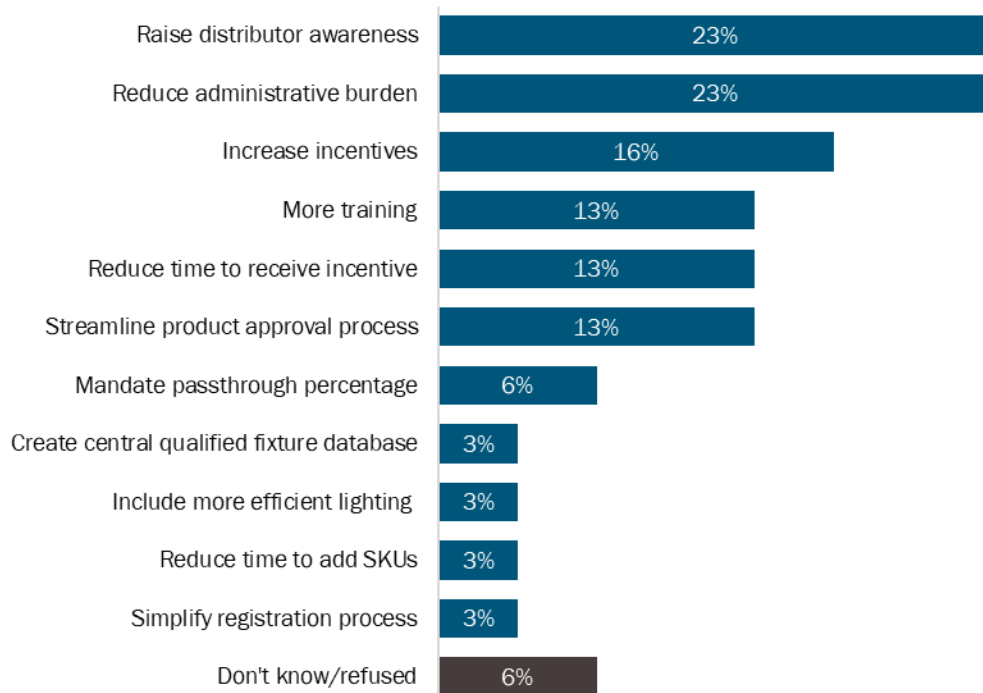 Raise distributor awareness 23%
Reduce administrative burden 23%
Increase incentives 16%
More training 13%
Reduce time to receive incentive 13%
Streamline product approval process 13%
Mandate passthrough percentage 6%
Create central qualified fixture database 3%
Include more efficient lighting 3%
Reduce time to add SKUs 3%
Simplify registration process 3%
Don't know/refused 6%